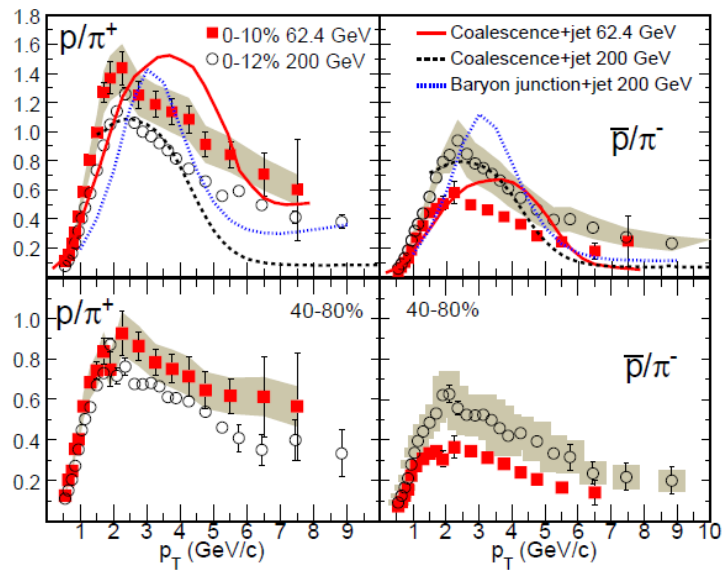 p/π⁺
0-10% 62.4 GeV
0-12% 200 GeV
Coalescence+jet 62.4 GeV
Coalescence+jet 200 GeV
Baryon junction+jet 200 GeV
p̅/π⁻
1.8
1.6
1.4
1.2
1.0
0.8
0.6
0.4
0.2
p/π⁺
40-80%
40-80%
p̅/π⁻
1.0
0.8
0.6
0.4
0.2
0 1 2 3 4 5 6 7 8 9
1 2 3 4 5 6 7 8 9 10
p_T (GeV/c)
p_T (GeV/c)